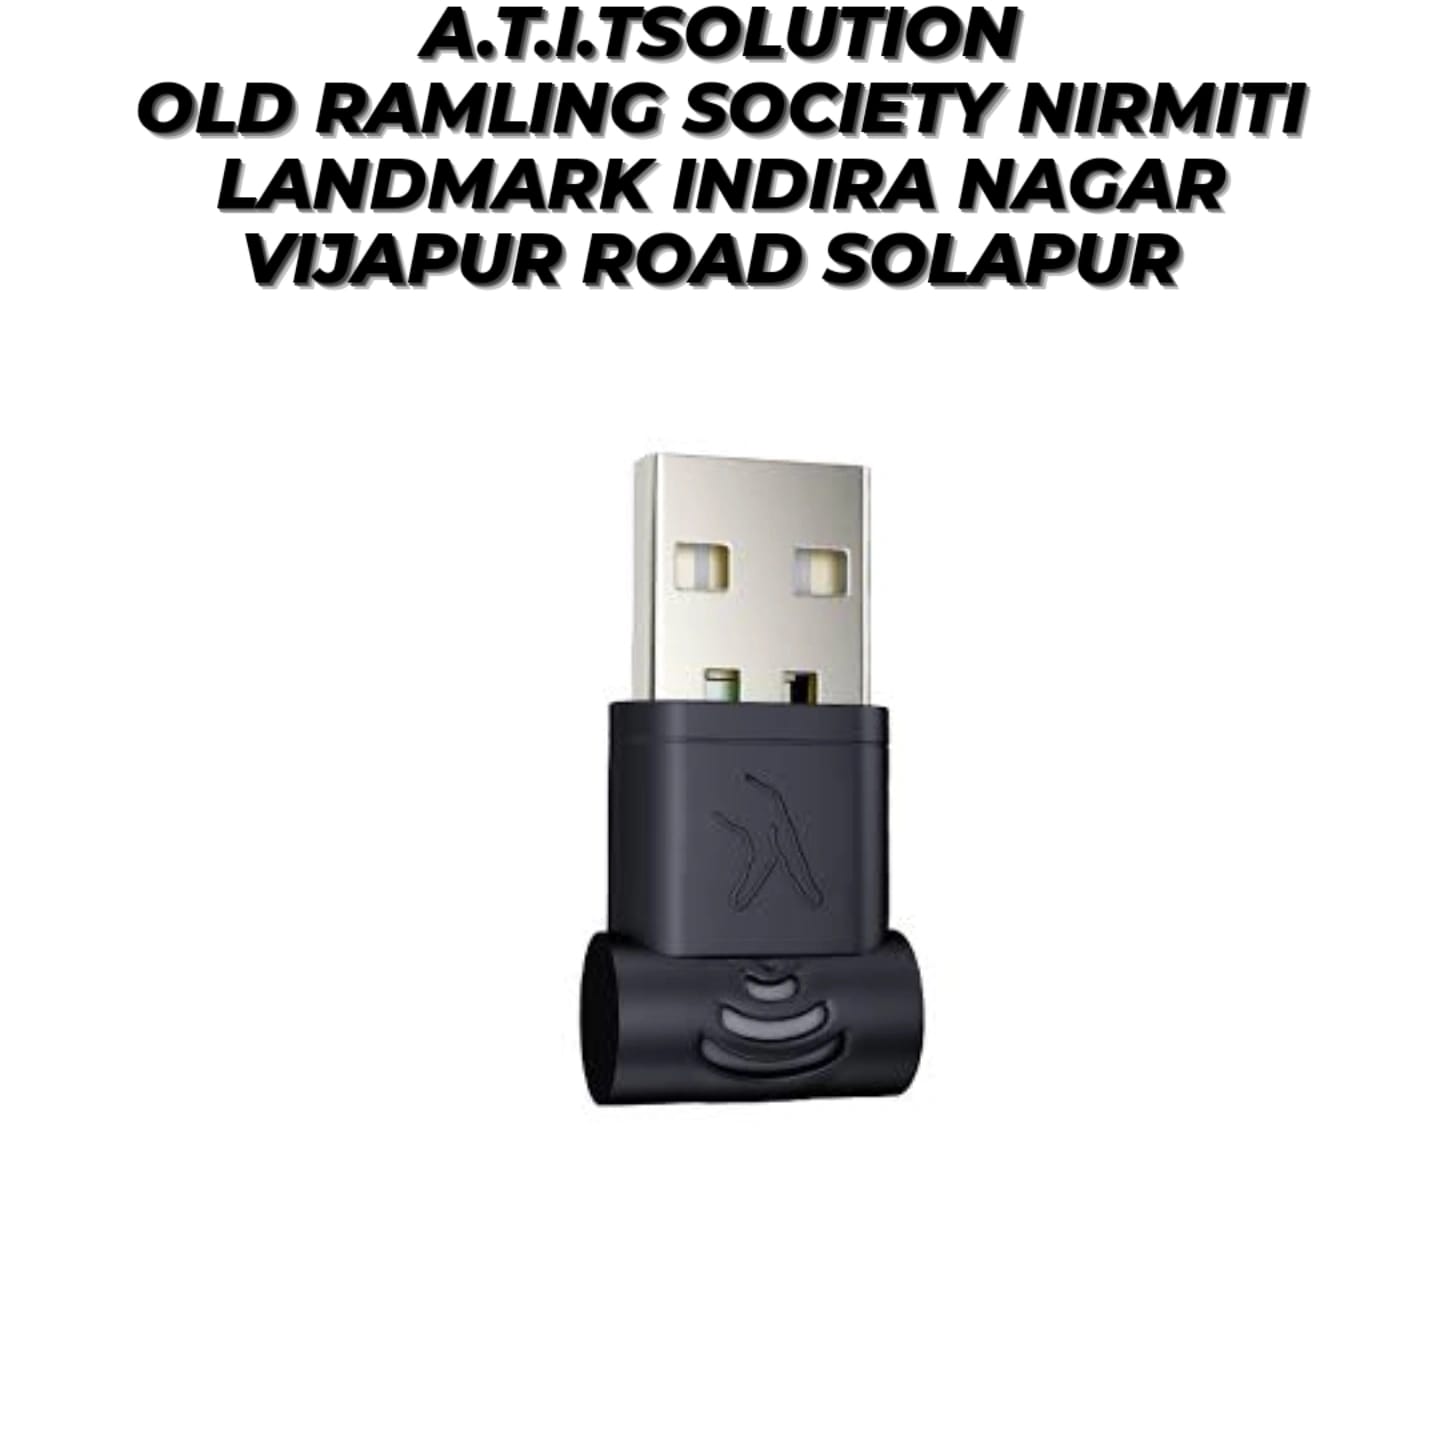 A.T.I.TSOLUTION
OLD RAMLING SOCIETY NIRMITI
LANDMARK INDIRA NAGAR
VIJAPUR ROAD SOLAPUR